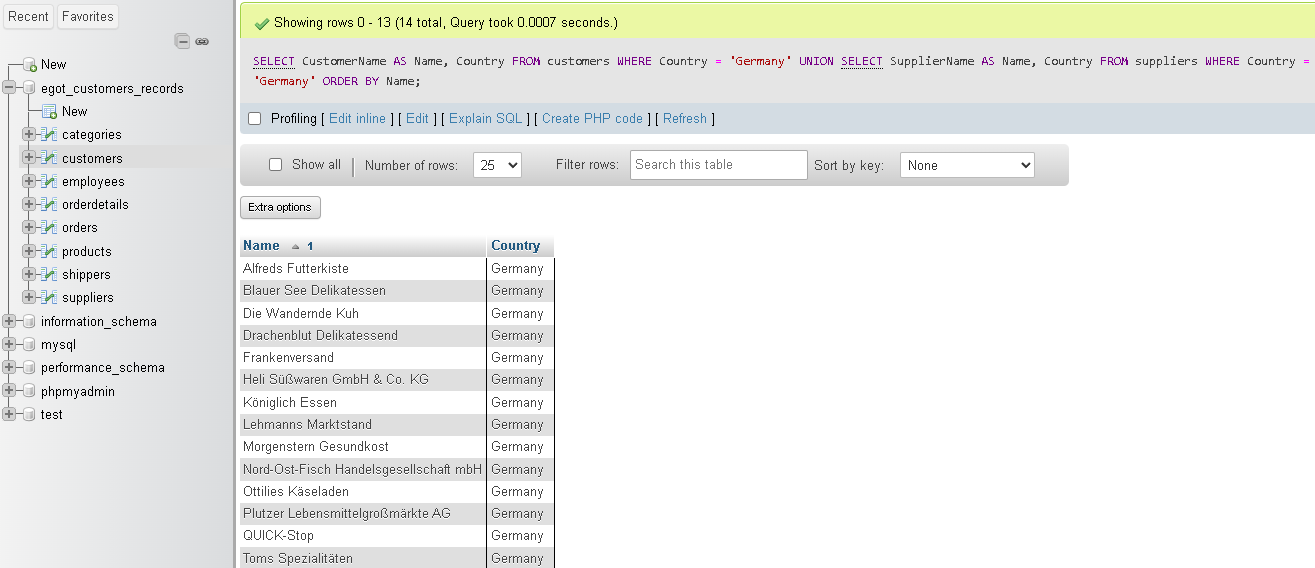 Recent Favorites
New
egot_customers_records
New
categories
customers
employees
orderdetails
orders
products
shippers
suppliers
information_schema
mysql
performance_schema
phpmyadmin
test
Showing rows 0 - 13 (14 total, Query took 0.0007 seconds.)
SELECT CustomerName AS Name, Country FROM customers WHERE Country = 'Germany' UNION SELECT SupplierName AS Name, Country FROM suppliers WHERE Country =
'Germany' ORDER BY Name;
Profiling [ Edit inline ] [ Edit ] [ Explain SQL ] [ Create PHP code ] [ Refresh ]
Show all | Number of rows: 25 Filter rows: Search this table Sort by key: None
Extra options
Name 1 Country
Alfreds Futterkiste Germany
Blauer See Delikatessen Germany
Die Wandernde Kuh Germany
Drachenblut Delikatessend Germany
Frankenversand Germany
Heli Süßwaren GmbH & Co. KG Germany
Königlich Essen Germany
Lehmanns Marktstand Germany
Morgenstern Gesundkost Germany
Nord-Ost-Fisch Handelsgesellschaft mbH Germany
Ottilies Käseladen Germany
Plutzer Lebensmittelgroßmärkte AG Germany
QUICK-Stop Germany
Toms Spezialitäten Germany